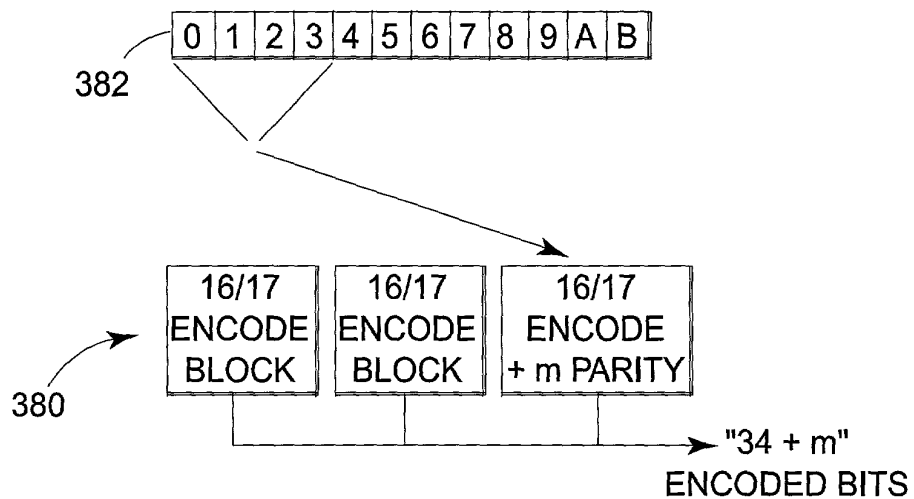 0 1 2 3 4 5 6 7 8 9 A B
382
16/17 ENCODE BLOCK
16/17 ENCODE BLOCK
16/17 ENCODE + m PARITY
380
"34 + m"
ENCODED BITS